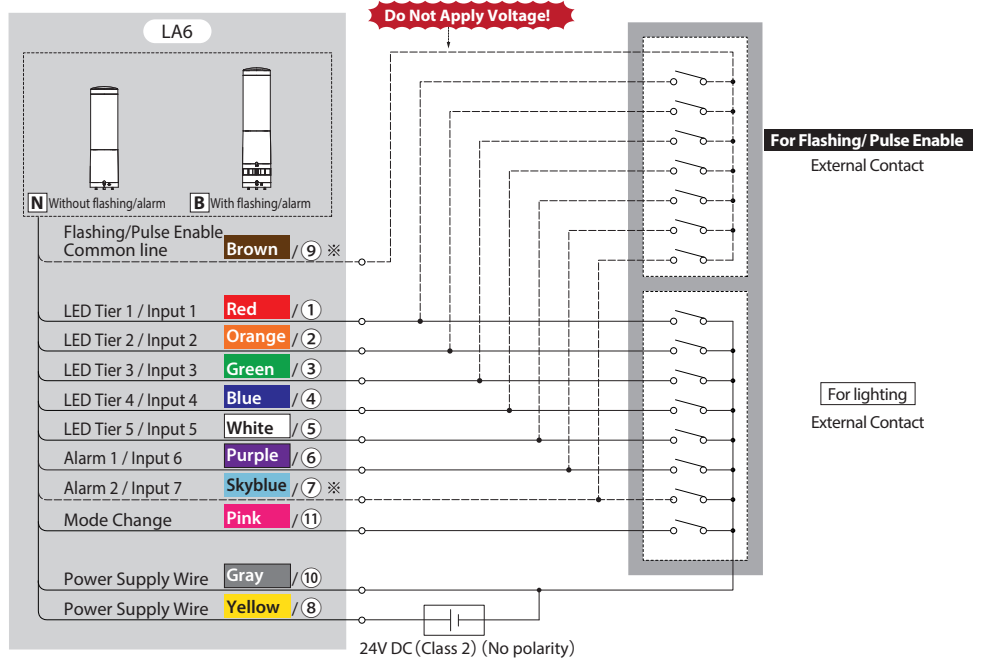 Do Not Apply Voltage!
LA6
N Without flashing/alarm
B With flashing/alarm
For Flashing/ Pulse Enable
External Contact
Flashing/Pulse Enable
Common line Brown /⑨ ※
LED Tier 1 / Input 1 Red /①
LED Tier 2 / Input 2 Orange /②
LED Tier 3 / Input 3 Green /③
LED Tier 4 / Input 4 Blue /④
LED Tier 5 / Input 5 White /⑤
Alarm 1 / Input 6 Purple /⑥
Alarm 2 / Input 7 Skyblue /⑦ ※
Mode Change Pink /⑪
For lighting
External Contact
Power Supply Wire Gray /⑩
Power Supply Wire Yellow /⑧
24V DC (Class 2) (No polarity)